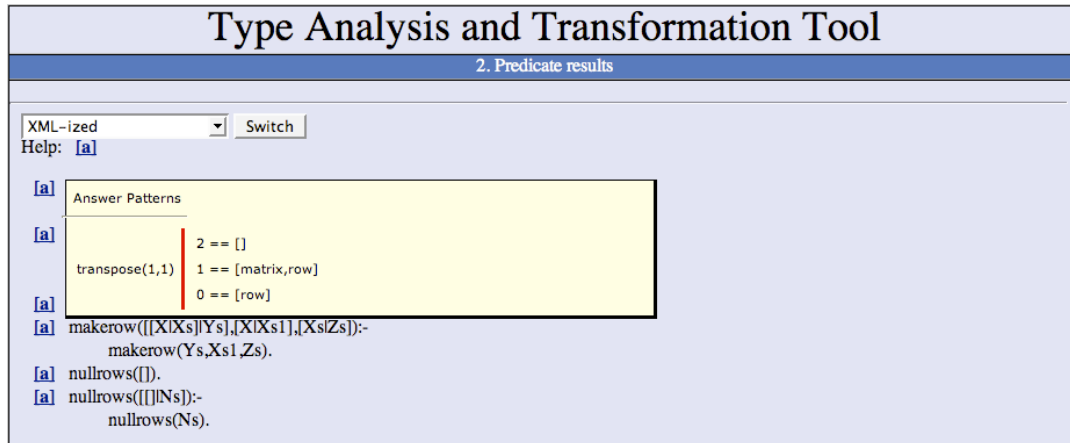 Type Analysis and Transformation Tool
2. Predicate results
XML-ized Switch
Help: [a]
[a]
Answer Patterns
[a]
2 == []
transpose(1,1) 1 == [matrix,row]
0 == [row]
[a]
[a] makerow([[X|Xs]|Ys],[X|Xs1],[Xs|Zs]):-
makerow(Ys,Xs1,Zs).
[a] nullrows([]).
[a] nullrows([[]|Ns]):-
nullrows(Ns).